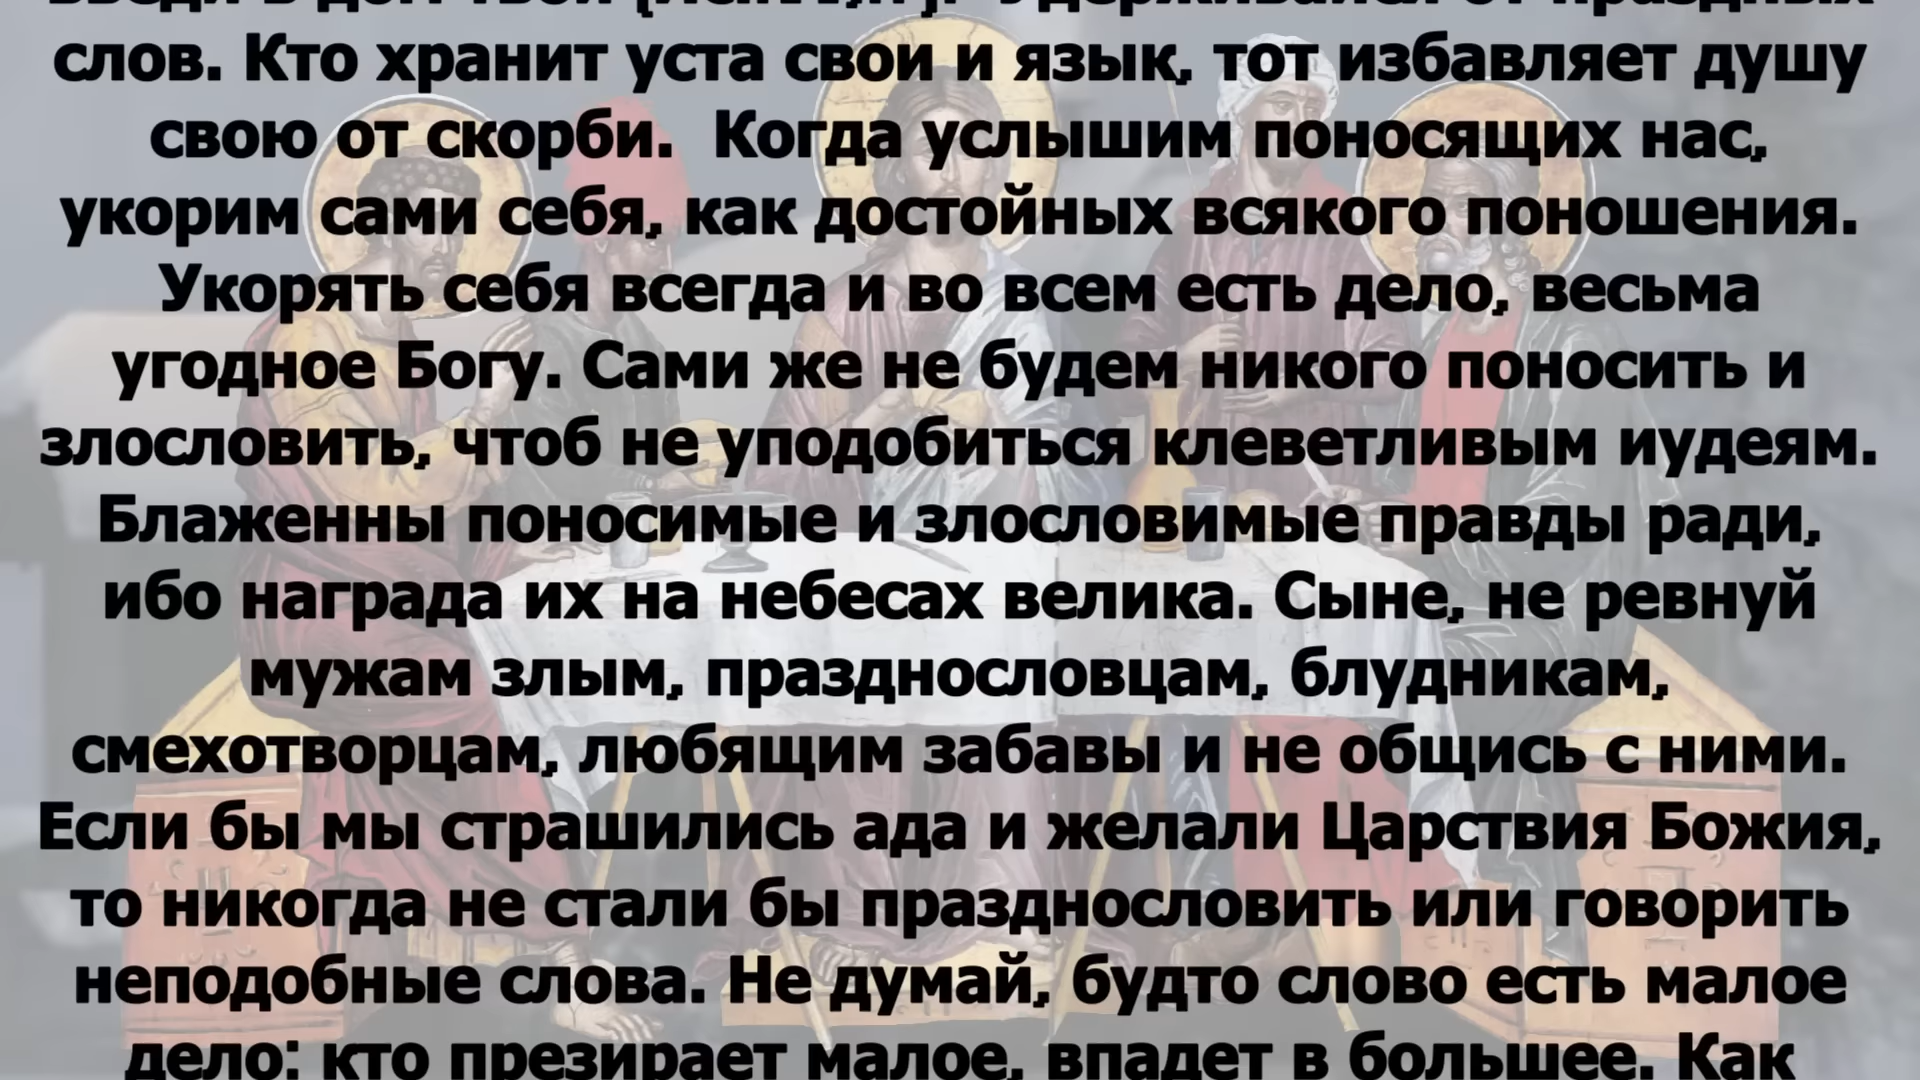 слов. Кто хранит уста свои и язык, тот избавляет душу
свою от скорби. Когда услышим поносящих нас,
укорим сами себя, как достойных всякого поношения.
Укорять себя всегда и во всем есть дело, весьма
угодное Богу. Сами же не будем никого поносить и
злословить, чтоб не уподобиться клеветливым иудеям.
Блаженны поносимые и злословимые правды ради,
ибо награда их на небесах велика. Сыне, не ревнуй
мужам злым, празднословцам, блудникам,
смехотворцам, любящим забавы и не общись с ними.
Если бы мы страшились ада и желали Царствия Божия,
то никогда не стали бы празднословить или говорить
неподобные слова. Не думай, будто слово есть малое
дело: кто презирает малое, впадет в большее. Как